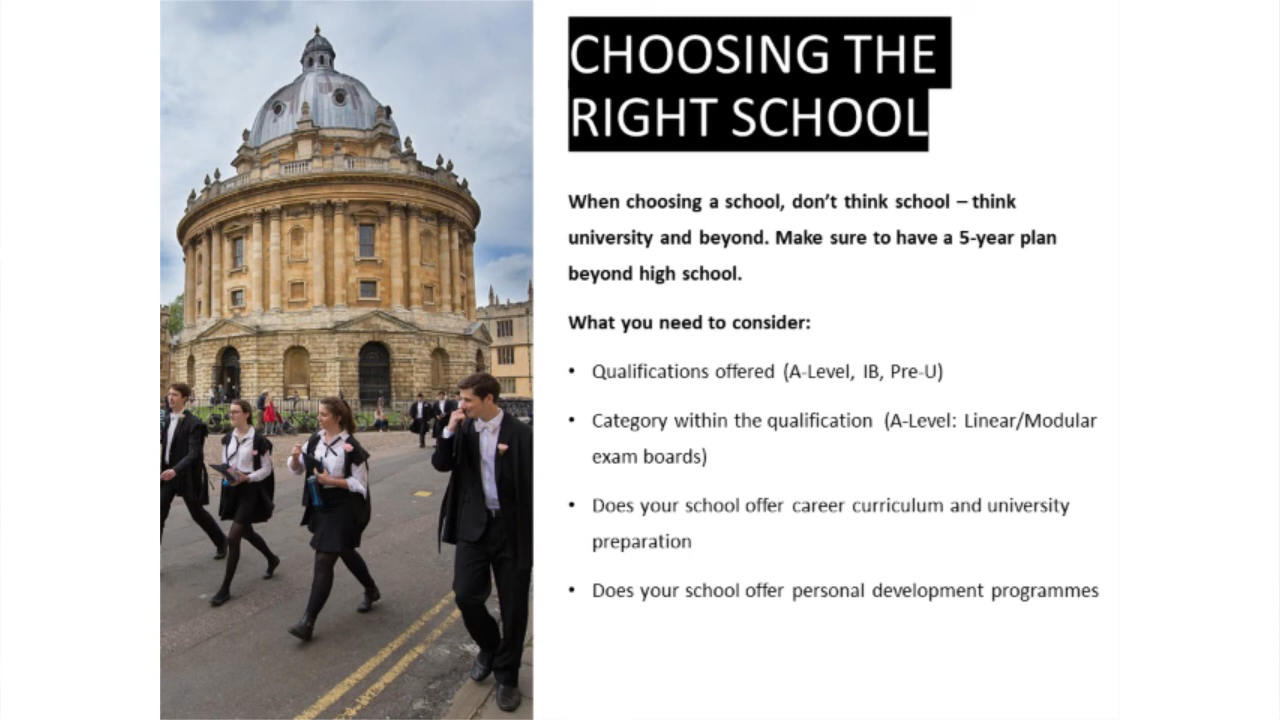 CHOOSING THE
RIGHT SCHOOL
When choosing a school, don’t think school – think
university and beyond. Make sure to have a 5-year plan
beyond high school.
What you need to consider:
• Qualifications offered (A-Level, IB, Pre-U)
• Category within the qualification (A-Level: Linear/Modular
exam boards)
• Does your school offer career curriculum and university
preparation
• Does your school offer personal development programmes